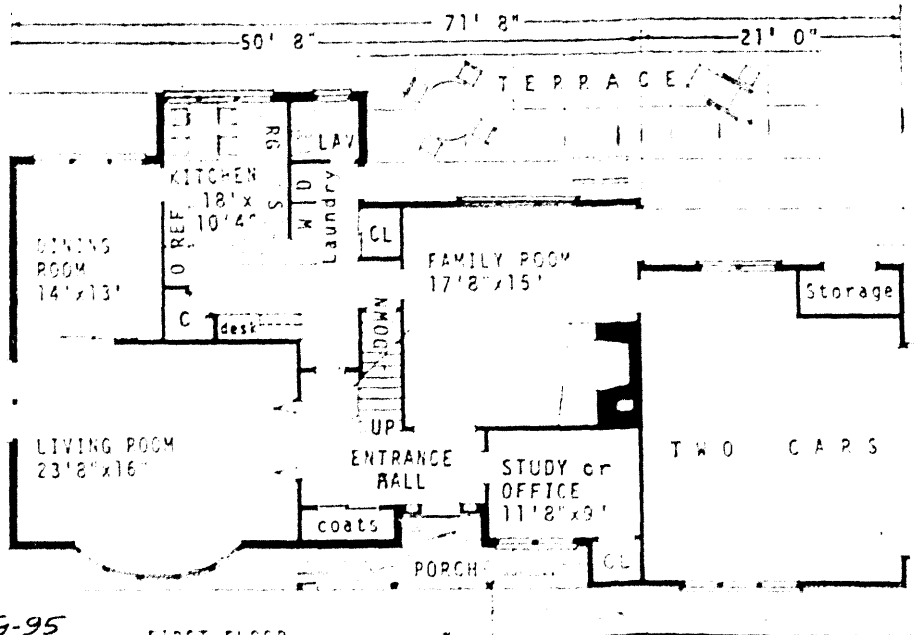 71' 8"
50' 8"
21' 0"
TERRACE
RG
LAV
KITCHEN
18'x
10'4"
S
D
W
Laundry
REF
O
CL
DINING
ROOM
14'x13'
FAMILY ROOM
17'8"x15'
Storage
C
desk
DOWN
LIVING ROOM
23'8"x16'
UP
ENTRANCE
HALL
STUDY or
OFFICE
11'8"x9'
TWO CARS
coats
PORCH
CL
G-95
FIRST FLOOR